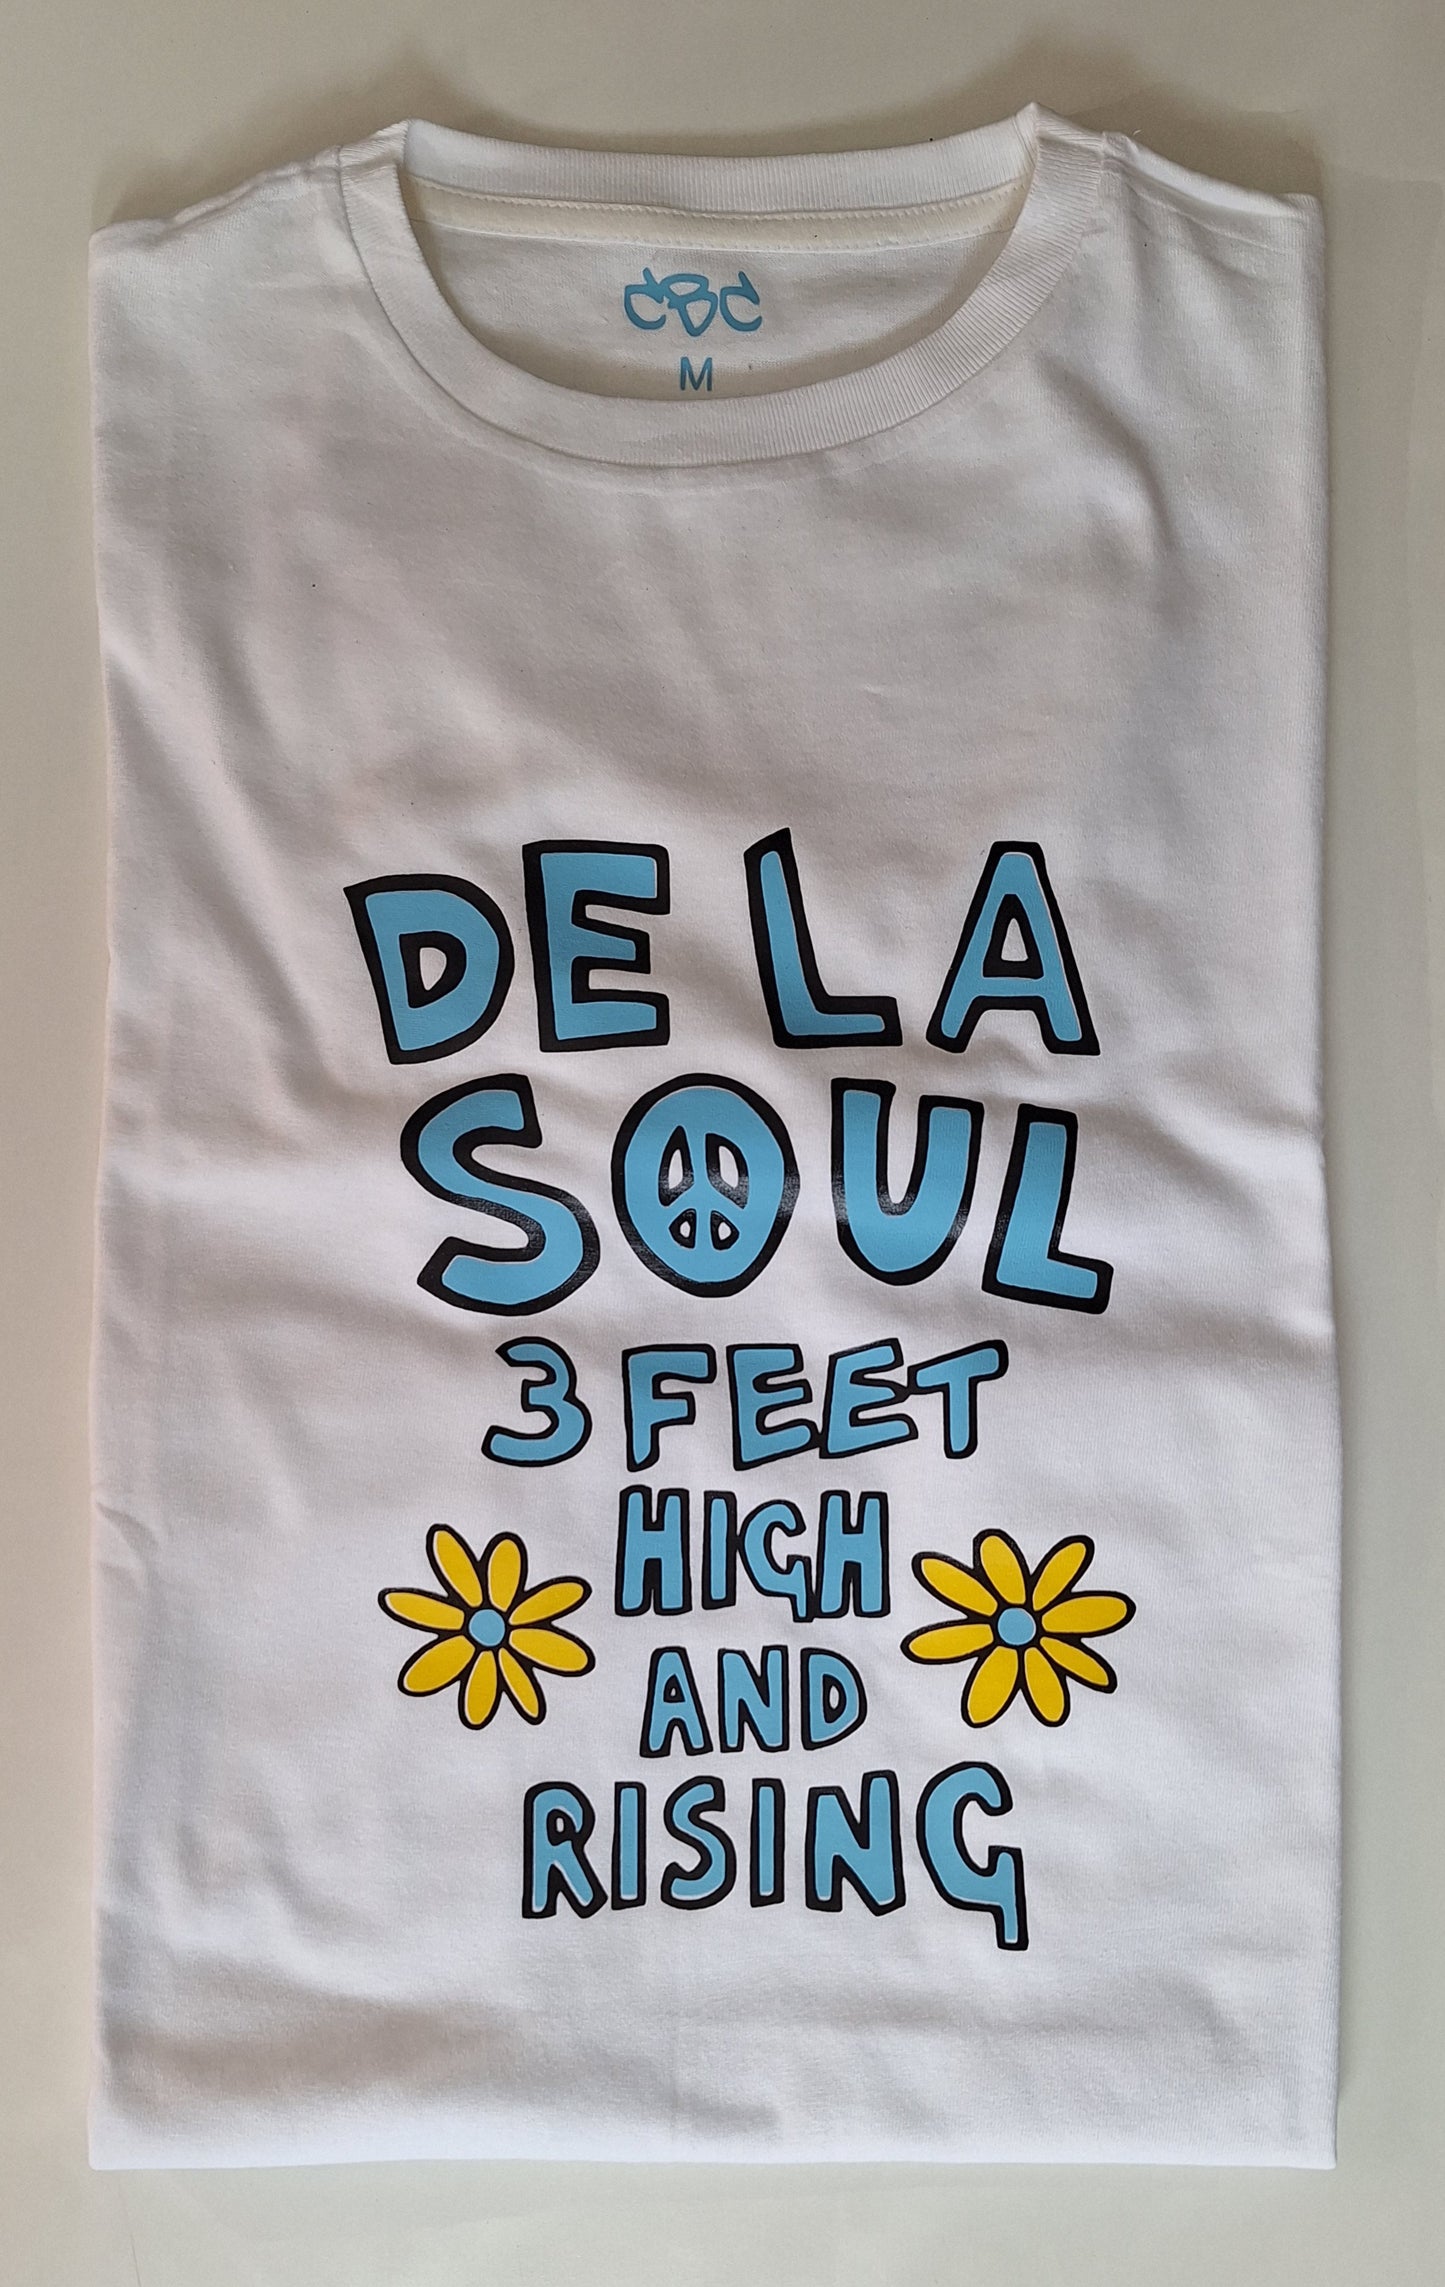 CBC
M
DE LA
SOUL
3 FEET
HIGH
AND
RISING